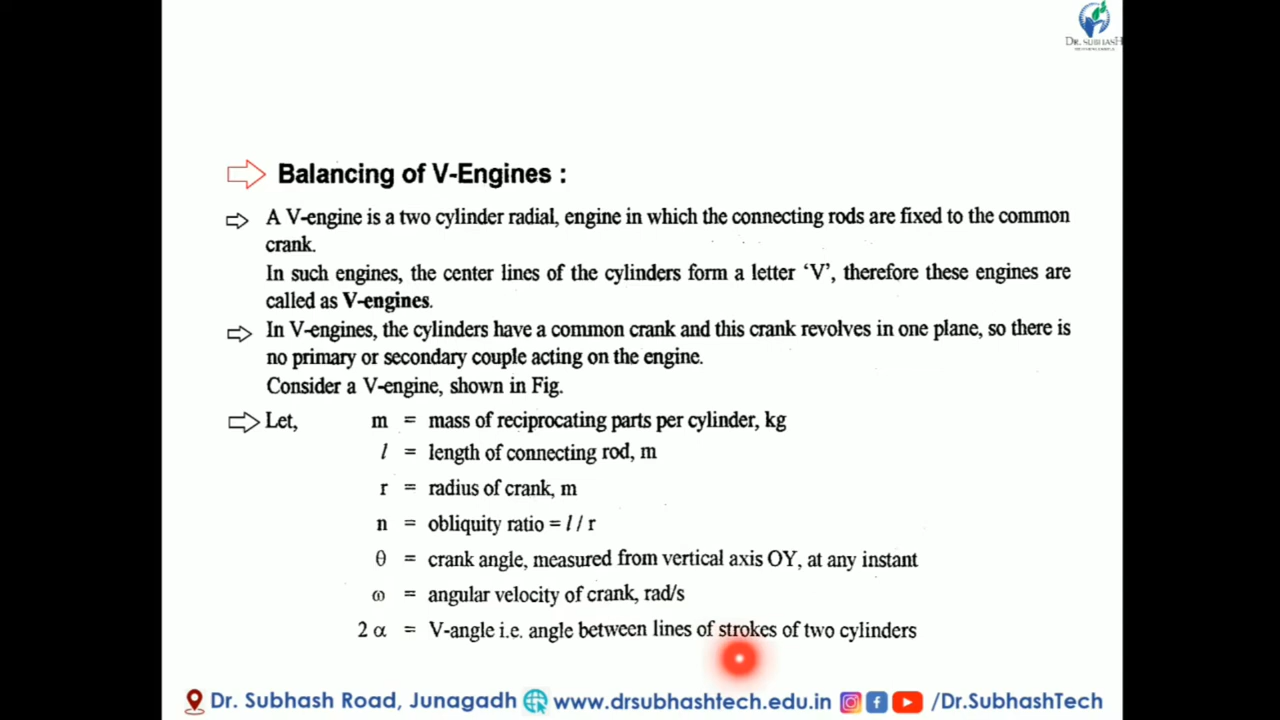 DR. SUBHASH
Balancing of V-Engines :
A V-engine is a two cylinder radial, engine in which the connecting rods are fixed to the common
crank.
In such engines, the center lines of the cylinders form a letter ‘V’, therefore these engines are
called as V-engines.
In V-engines, the cylinders have a common crank and this crank revolves in one plane, so there is
no primary or secondary couple acting on the engine.
Consider a V-engine, shown in Fig.
Let, m = mass of reciprocating parts per cylinder, kg
l = length of connecting rod, m
r = radius of crank, m
n = obliquity ratio = l / r
θ = crank angle, measured from vertical axis OY, at any instant
ω = angular velocity of crank, rad/s
2 α = V-angle i.e. angle between lines of strokes of two cylinders
Dr. Subhash Road, Junagadh www.drsubhashtech.edu.in /Dr.SubhashTech